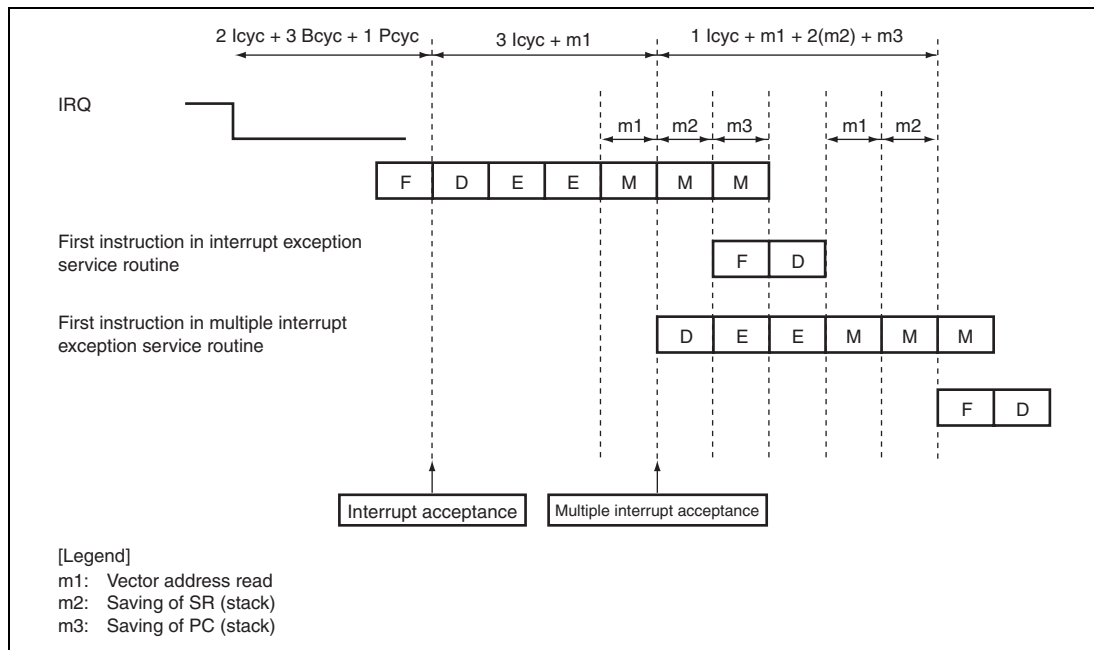 2 Icyc + 3 Bcyc + 1 Pcyc 3 Icyc + m1 1 Icyc + m1 + 2(m2) + m3
IRQ
m1 m2 m3 m1 m2
F D E E M M M
First instruction in interrupt exception
service routine
F D
First instruction in multiple interrupt
exception service routine
D E E M M M
F D
Interrupt acceptance Multiple interrupt acceptance
[Legend]
m1: Vector address read
m2: Saving of SR (stack)
m3: Saving of PC (stack)